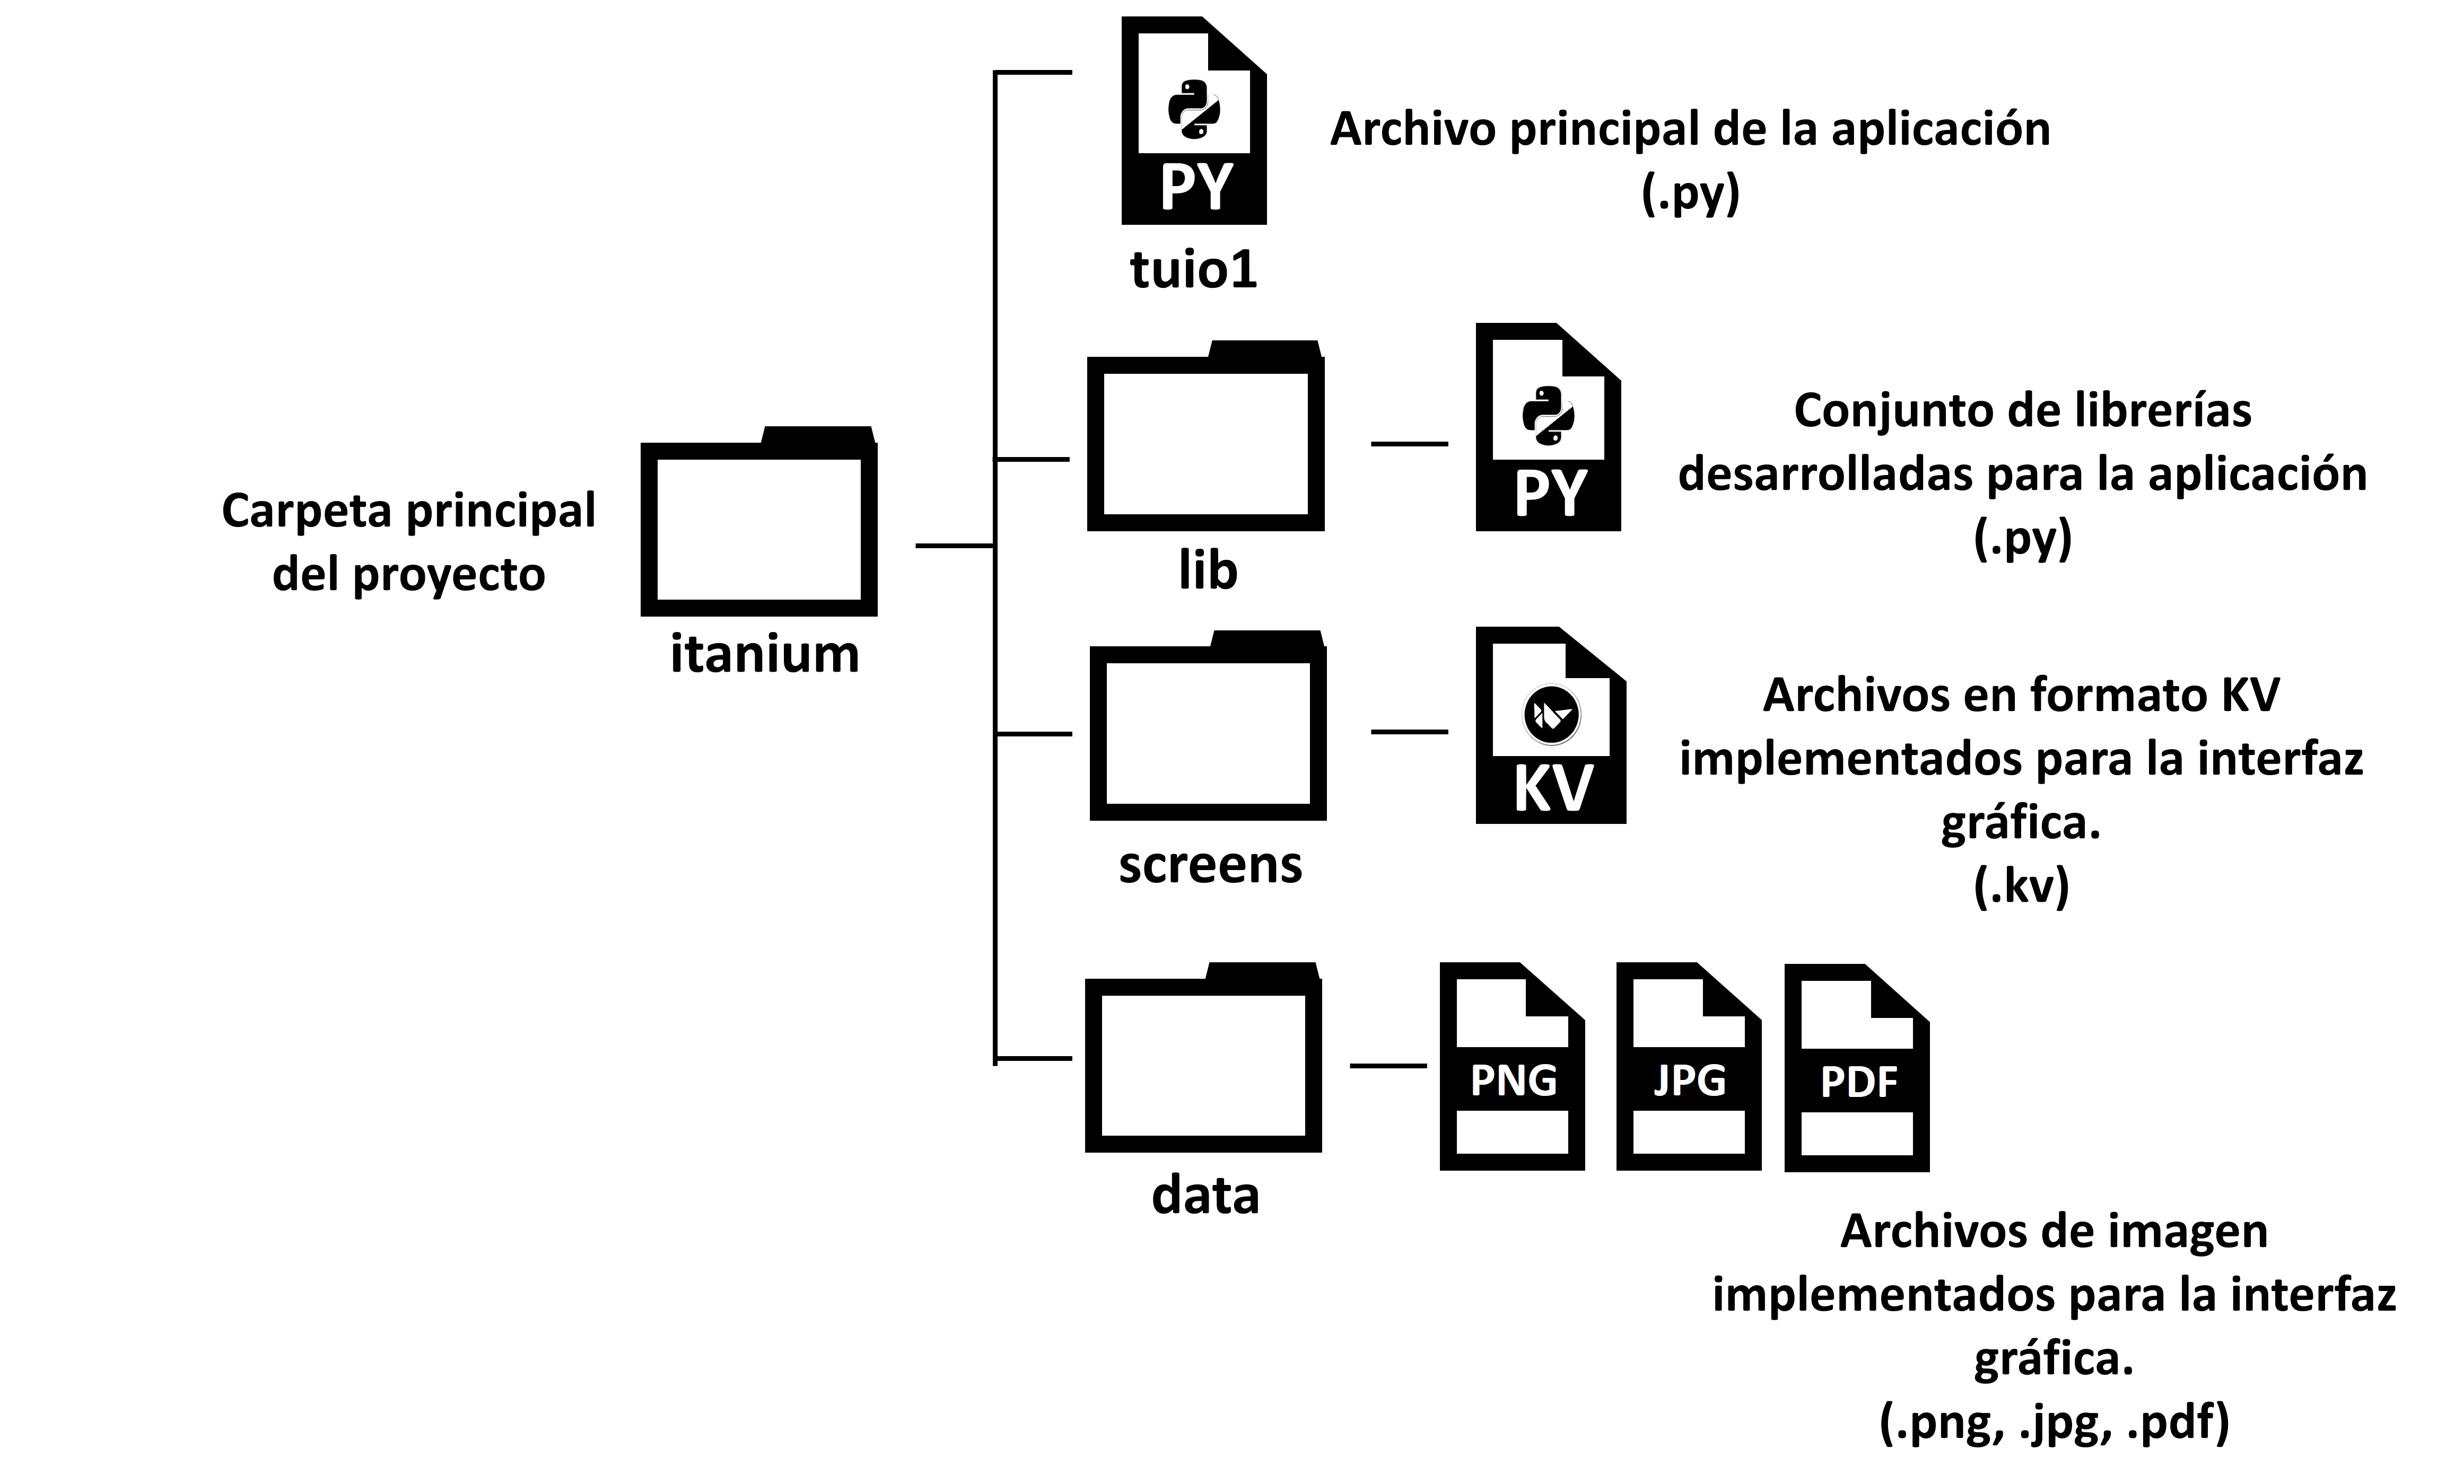 PY
tuio1
Archivo principal de la aplicación
(.py)
Carpeta principal
del proyecto
itanium
lib
PY
Conjunto de librerías
desarrolladas para la aplicación
(.py)
screens
KV
Archivos en formato KV
implementados para la interfaz
gráfica.
(.kv)
data
PNG
JPG
PDF
Archivos de imagen
implementados para la interfaz
gráfica.
(.png, .jpg, .pdf)